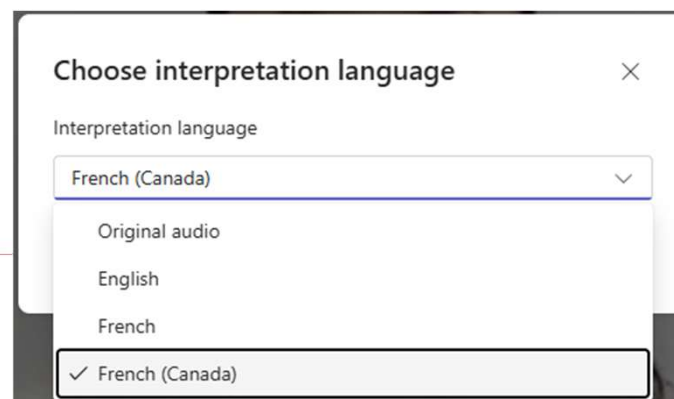 Choose interpretation language
Interpretation language
French (Canada)
Original audio
English
French
French (Canada)